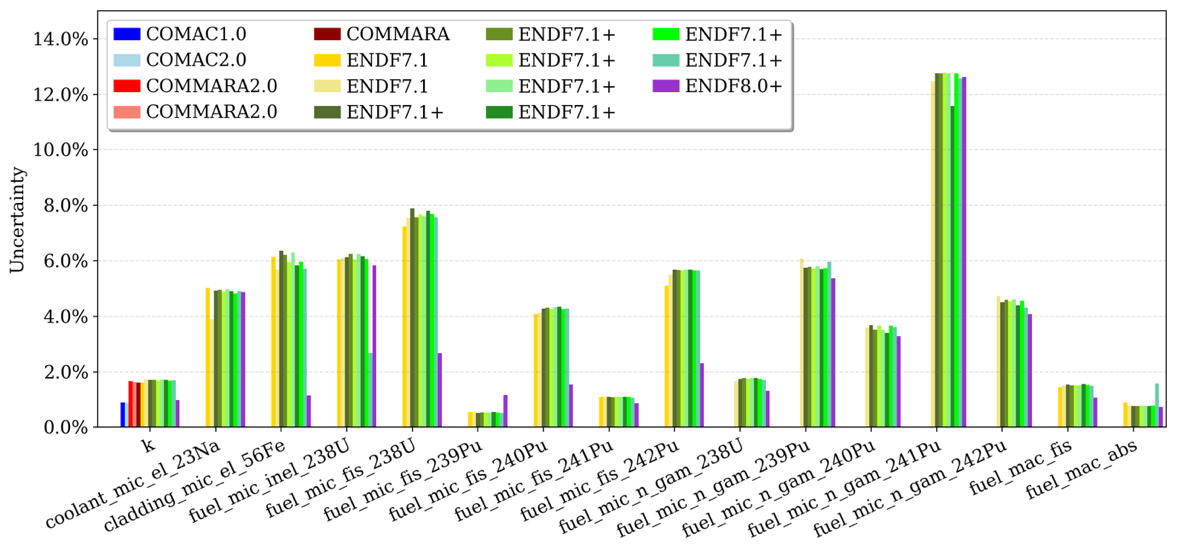 14.0%
12.0%
10.0%
8.0%
6.0%
4.0%
2.0%
0.0%
Uncertainty
COMAC1.0
COMAC2.0
COMMARA2.0
COMMARA2.0
COMMARA
ENDF7.1
ENDF7.1
ENDF7.1+
ENDF7.1+
ENDF7.1+
ENDF7.1+
ENDF7.1+
ENDF7.1+
ENDF7.1+
ENDF8.0+
k
coolant_mic_el_23Na
cladding_mic_el_56Fe
fuel_mic_inel_238U
fuel_mic_fis_238U
fuel_mic_fis_239Pu
fuel_mic_fis_240Pu
fuel_mic_fis_241Pu
fuel_mic_fis_242Pu
fuel_mic_n_gam_238U
fuel_mic_n_gam_239Pu
fuel_mic_n_gam_240Pu
fuel_mic_n_gam_241Pu
fuel_mic_n_gam_242Pu
fuel_mac_fis
fuel_mac_abs